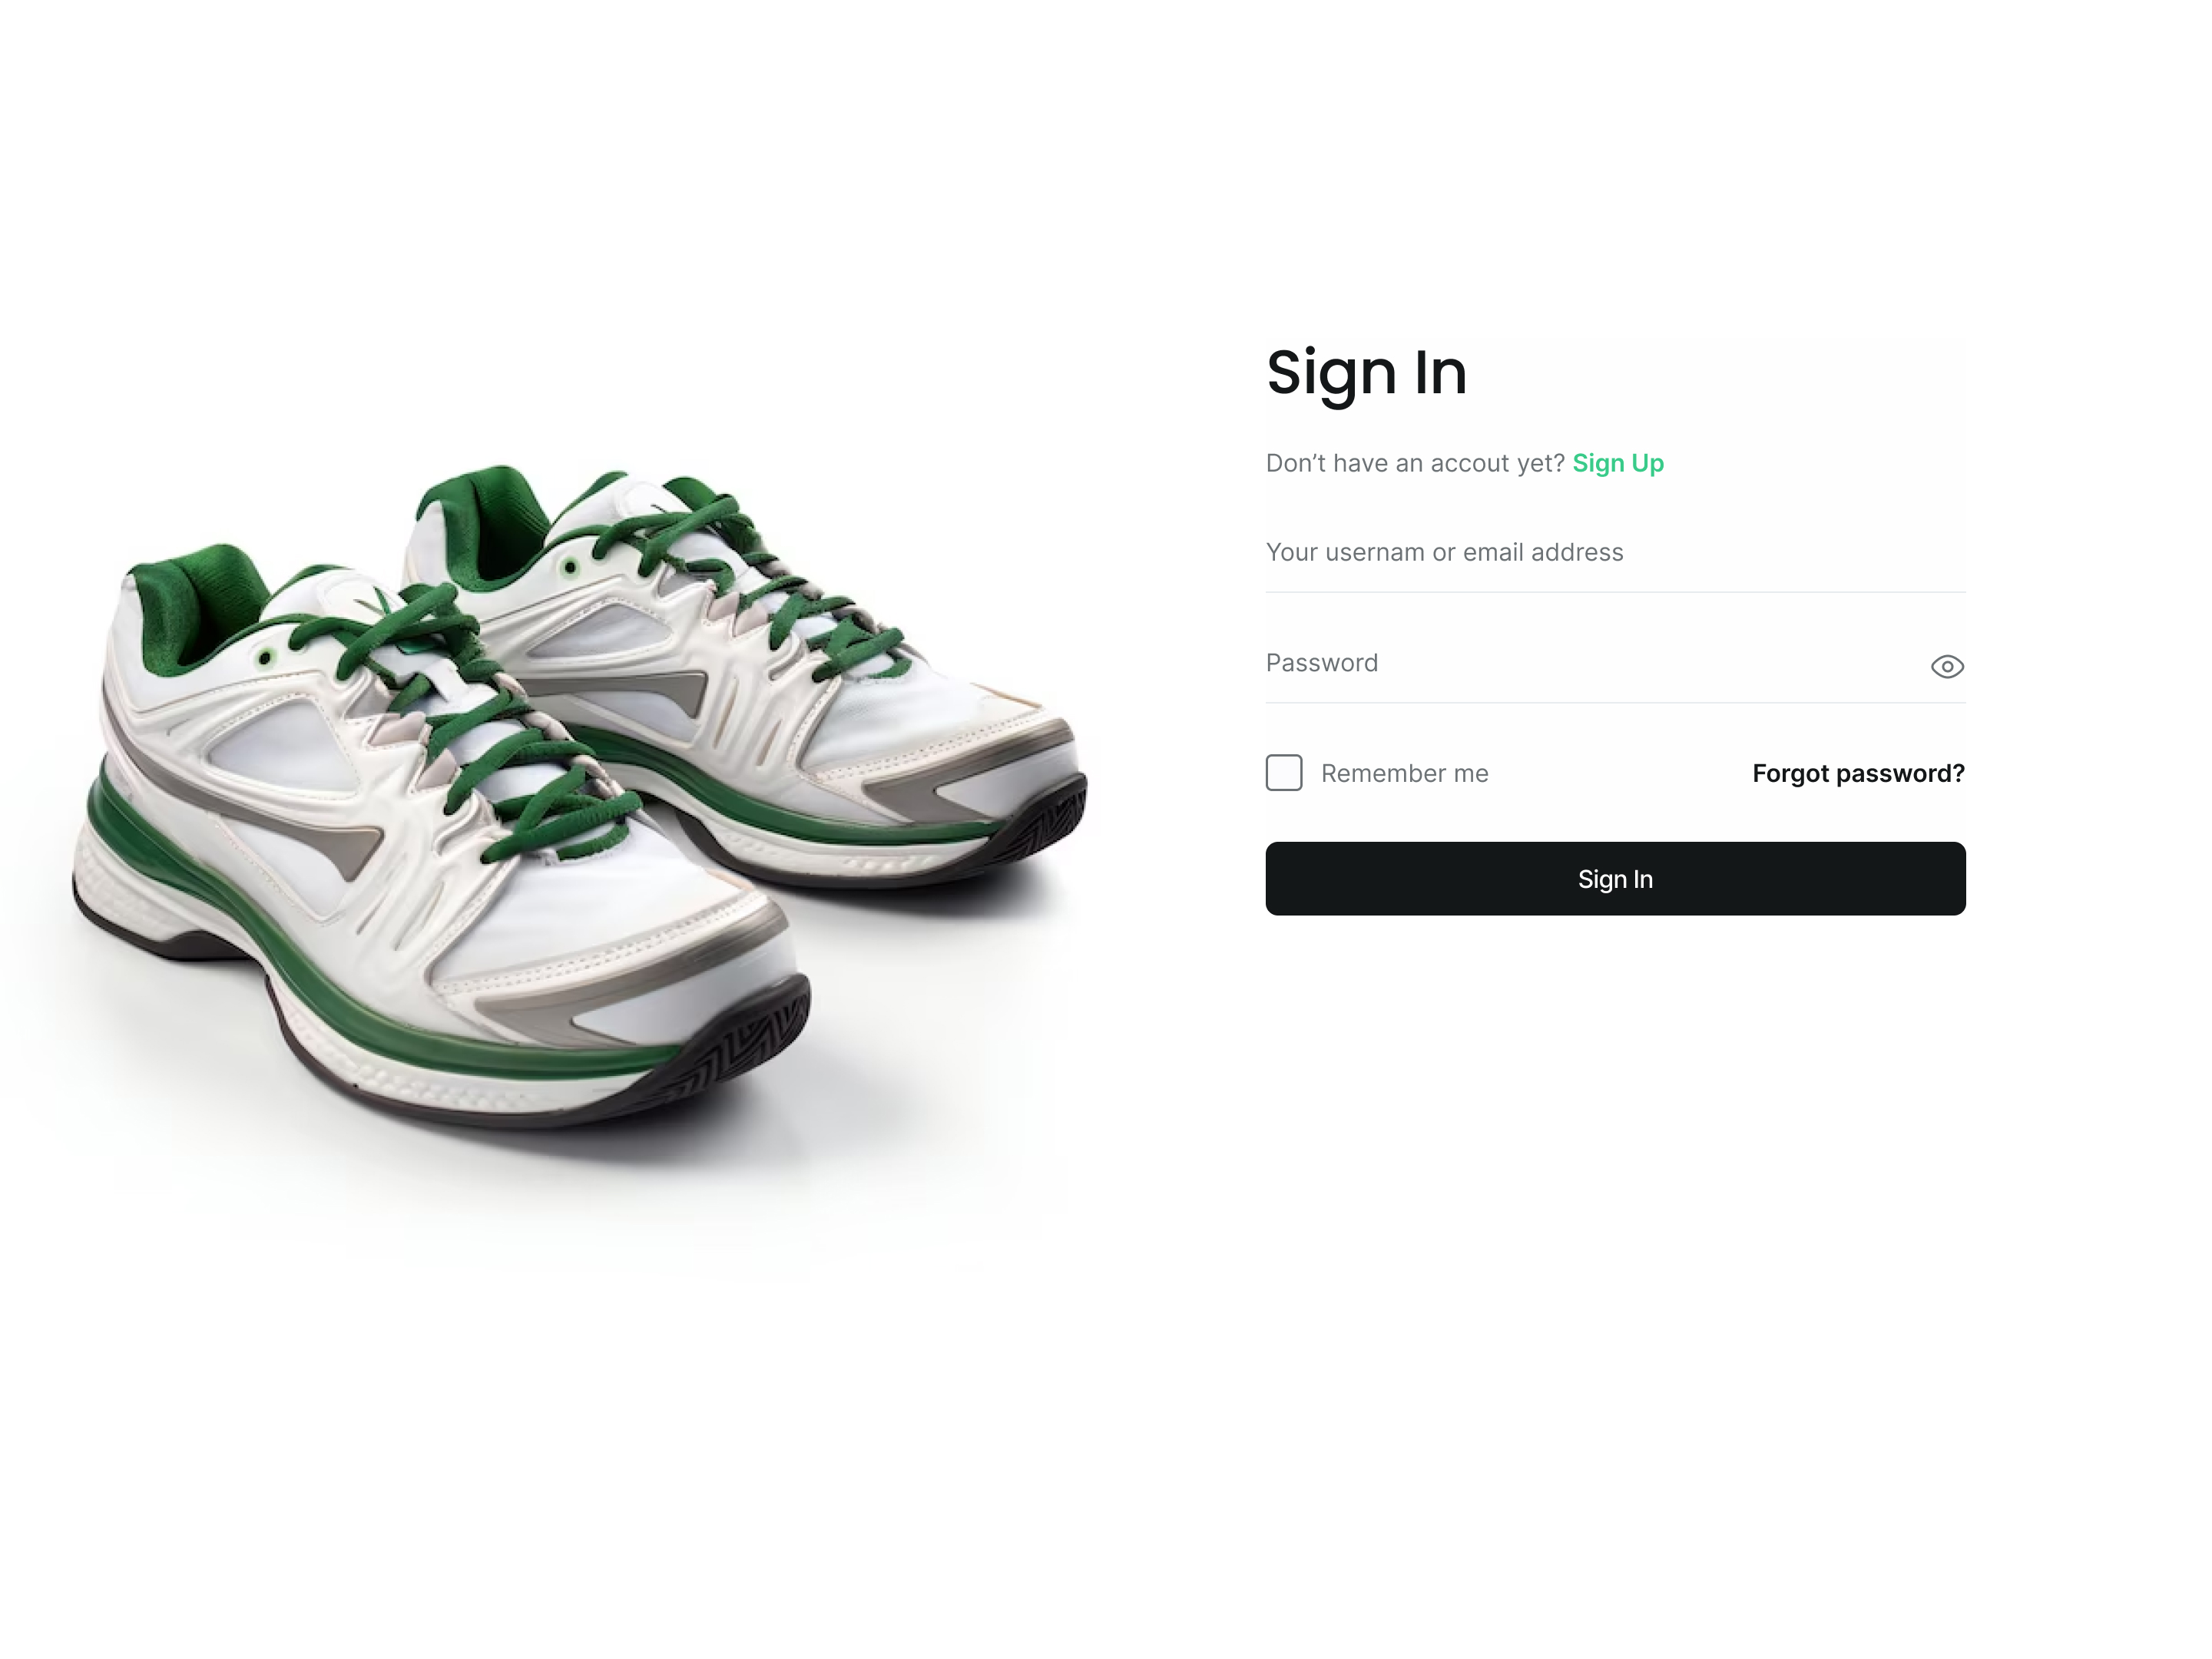 Sign In
Don’t have an accout yet? Sign Up
Your usernam or email address
Password
Remember me
Forgot password?
Sign In